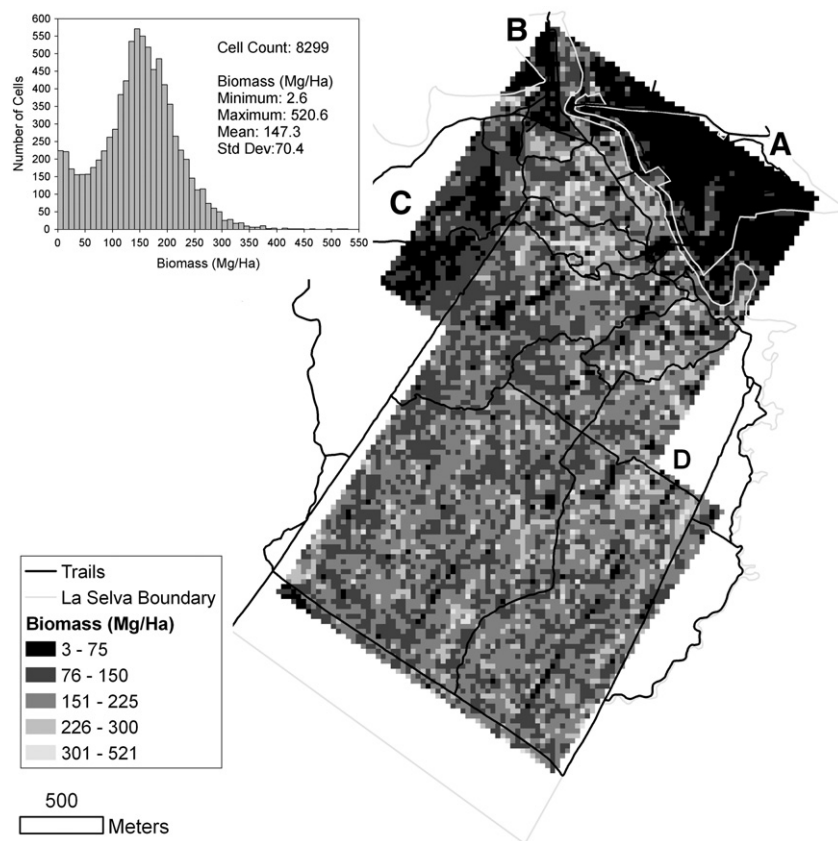 600
550
500
450
400
350
300
250
200
150
100
50
0
Number of Cells
0 50 100 150 200 250 300 350 400 450 500 550
Biomass (Mg/Ha)
Cell Count: 8299
Biomass (Mg/Ha)
Minimum: 2.6
Maximum: 520.6
Mean: 147.3
Std Dev:70.4
B
A
C
D
Trails
La Selva Boundary
Biomass (Mg/Ha)
3 - 75
76 - 150
151 - 225
226 - 300
301 - 521
500
Meters